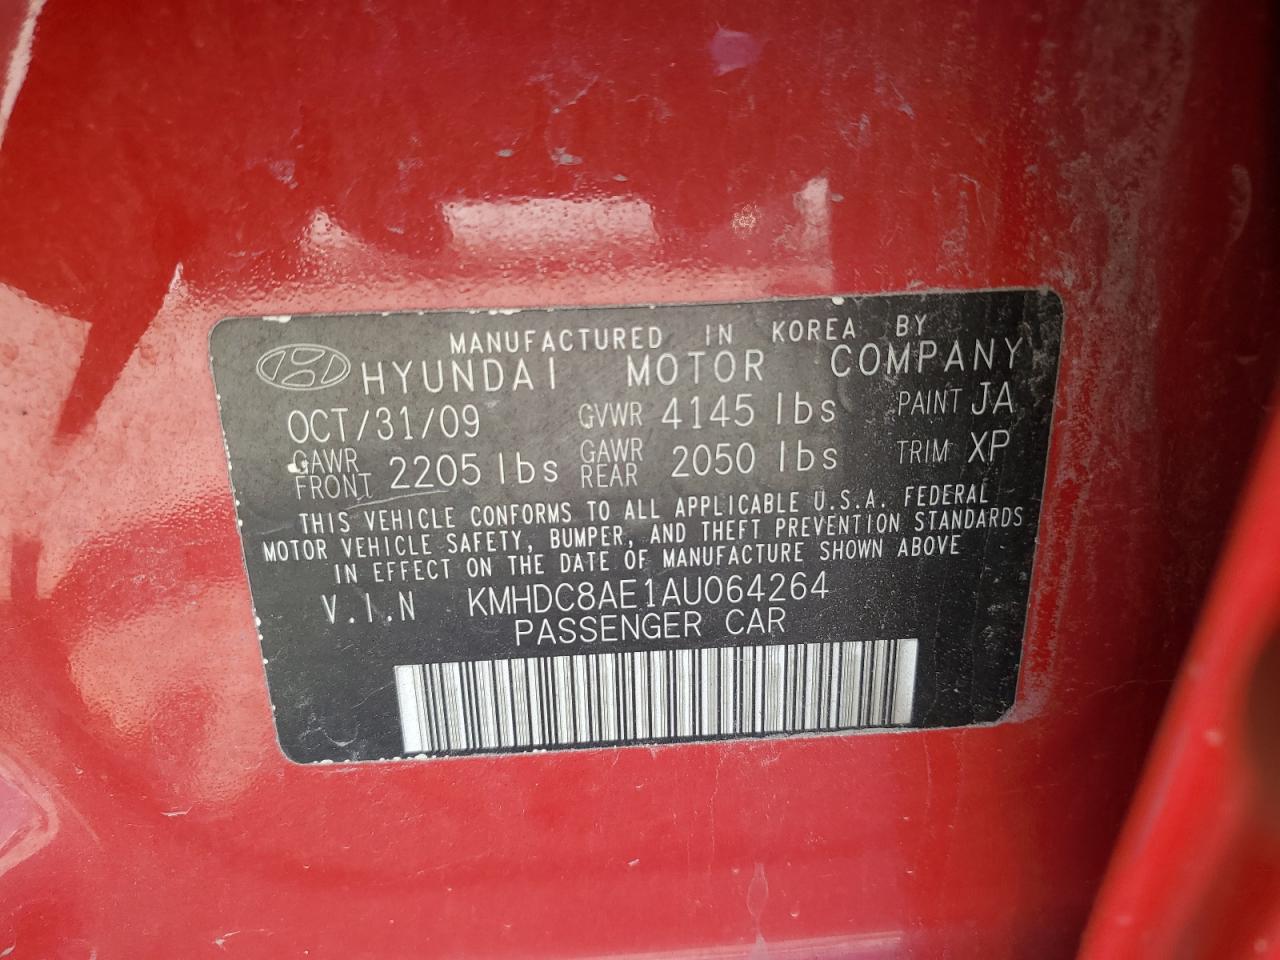 MANUFACTURED IN KOREA BY
HYUNDAI MOTOR COMPANY
OCT/31/09 GVWR 4145 lbs PAINT JA
GAWR FRONT 2205 lbs GAWR REAR 2050 lbs TRIM XP
THIS VEHICLE CONFORMS TO ALL APPLICABLE U.S.A. FEDERAL
MOTOR VEHICLE SAFETY, BUMPER, AND THEFT PREVENTION STANDARDS
IN EFFECT ON THE DATE OF MANUFACTURE SHOWN ABOVE
V.I.N KMHDC8AE1AU064264
PASSENGER CAR